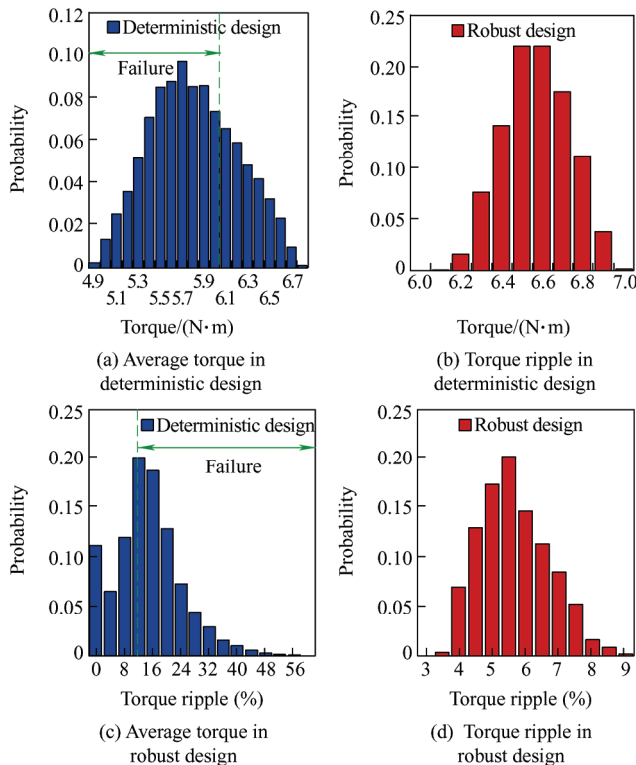 0.12
0.10
0.08
0.06
0.04
0.02
0
Probability
Deterministic design
Failure
4.9 5.3 5.5 5.7 5.9 6.3 6.7
5.1 6.1 6.5
Torque/(N·m)
(a) Average torque in
deterministic design
0.25
0.20
0.15
0.10
0.05
0
Probability
Robust design
6.0 6.2 6.4 6.6 6.8 7.0
Torque/(N·m)
(b) Torque ripple in
deterministic design
0.25
0.20
0.15
0.10
0.05
0
Probability
Deterministic design
Failure
0 8 16 24 32 40 48 56
Torque ripple (%)
(c) Average torque in
robust design
0.25
0.20
0.15
0.10
0.05
0
Probability
Robust design
3 4 5 6 7 8 9
Torque ripple (%)
(d) Torque ripple in
robust design